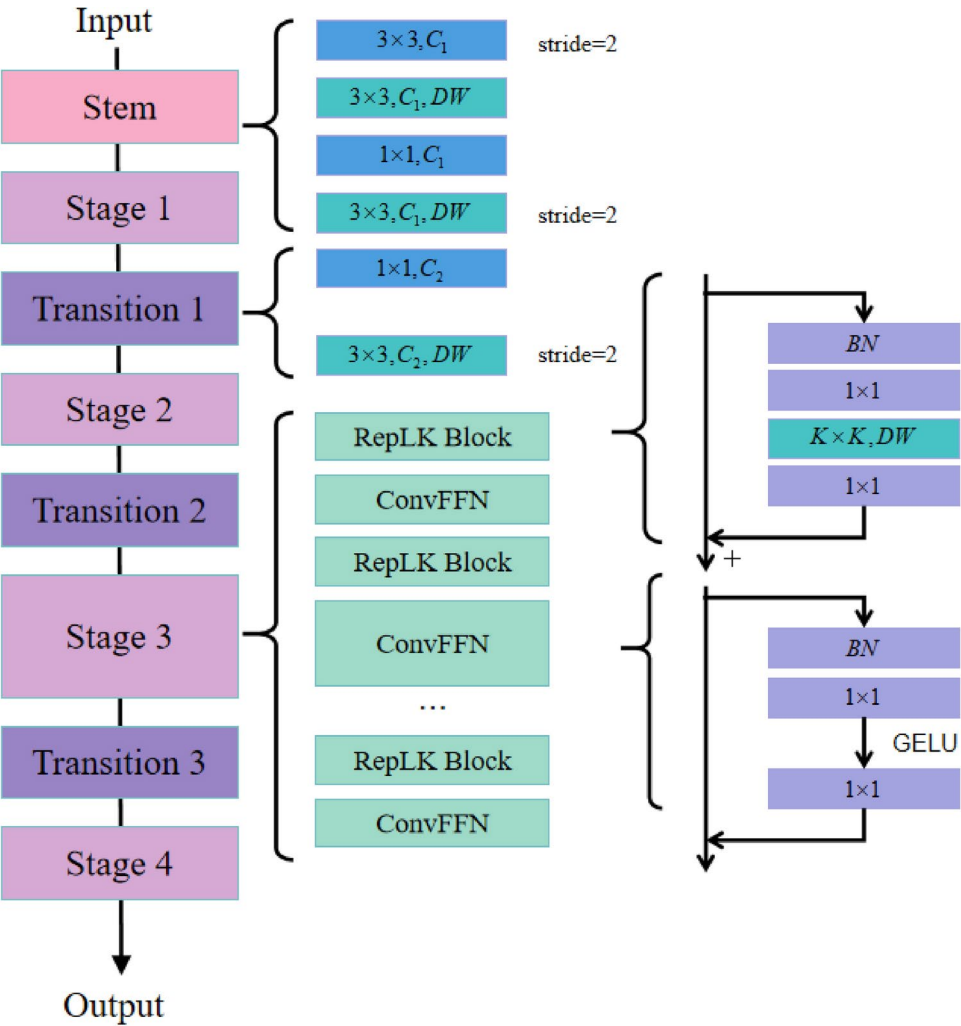 Input
Stem
Stage 1
Transition 1
Stage 2
Transition 2
Stage 3
Transition 3
Stage 4
Output
3×3, C₁
stride=2
3×3, C₁, DW
1×1, C₁
3×3, C₁, DW
stride=2
1×1, C₂
3×3, C₂, DW
stride=2
RepLK Block
ConvFFN
RepLK Block
ConvFFN
...
RepLK Block
ConvFFN
BN
1×1
K×K, DW
1×1
+
BN
1×1
GELU
1×1